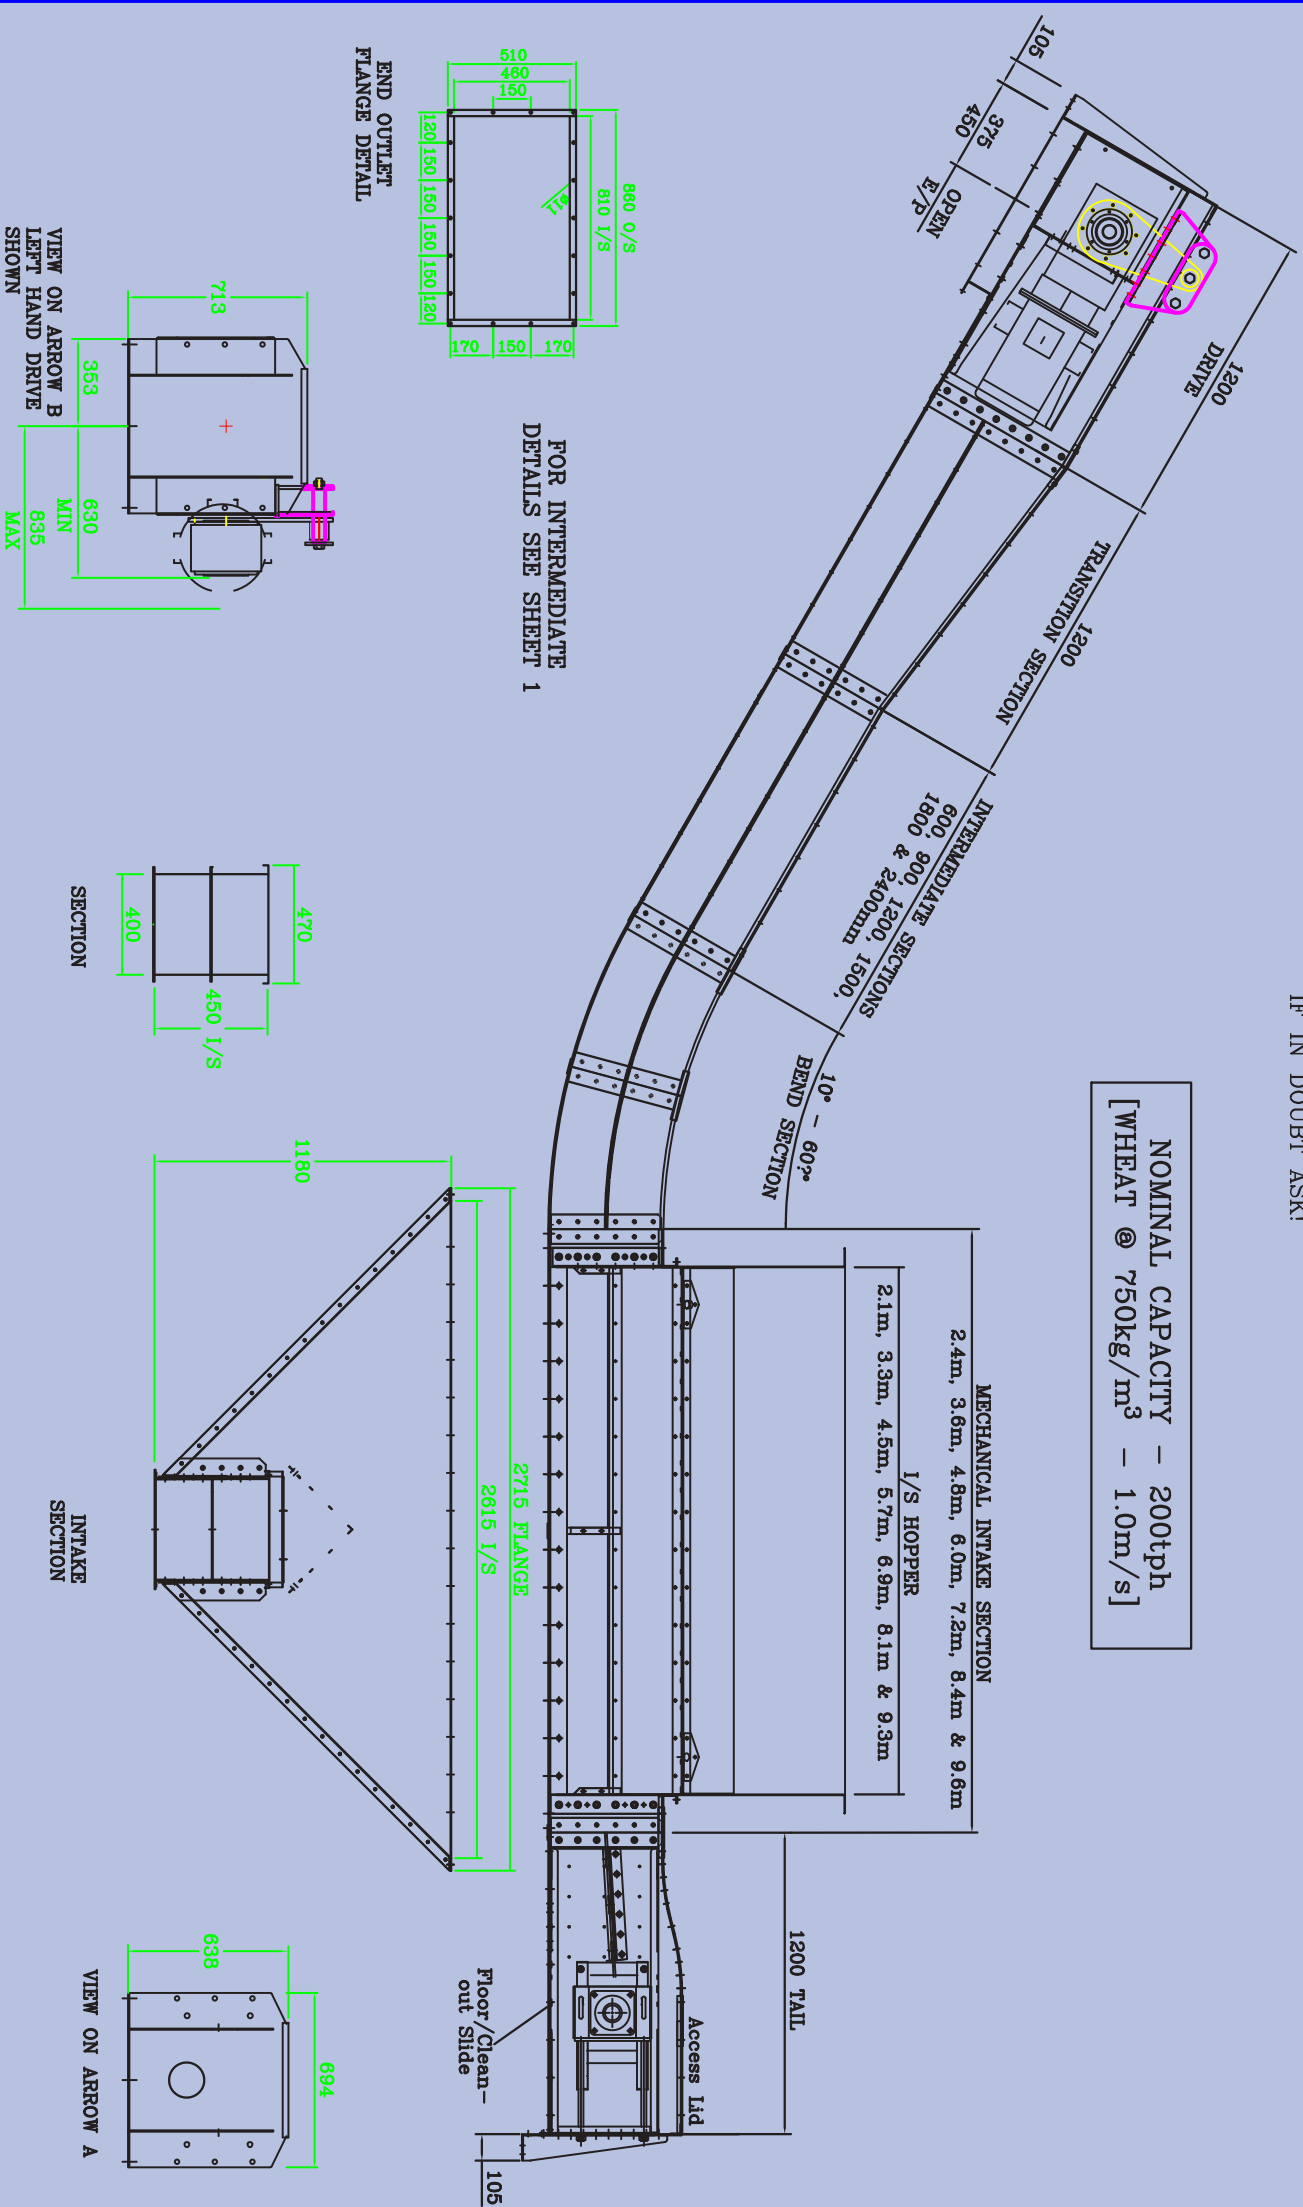 IF IN DOUBT ASK!
NOMINAL CAPACITY - 200tph
[WHEAT @ 750kg/m³ - 1.0m/s]
105
375
450
OPEN
E/P
1200
DRIVE
1200
TRANSITION SECTION
INTERMEDIATE SECTIONS
600, 900, 1200, 1500,
1800 & 2400mm
10° - 60?°
BEND SECTION
MECHANICAL INTAKE SECTION
2.4m, 3.6m, 4.8m, 6.0m, 7.2m, 8.4m & 9.6m
I/S HOPPER
2.1m, 3.3m, 4.5m, 5.7m, 6.9m, 8.1m & 9.3m
1200 TAIL
Access Lid
Floor/Clean-
out Slide
105
510
460
150
860 O/S
810 I/S
ø11
120
150
150
150
150
120
170
150
170
END OUTLET
FLANGE DETAIL
FOR INTERMEDIATE
DETAILS SEE SHEET 1
713
353
630
MIN
835
MAX
VIEW ON ARROW B
LEFT HAND DRIVE
SHOWN
470
400
450 I/S
SECTION
1180
2715 FLANGE
2615 I/S
INTAKE
SECTION
638
694
VIEW ON ARROW A